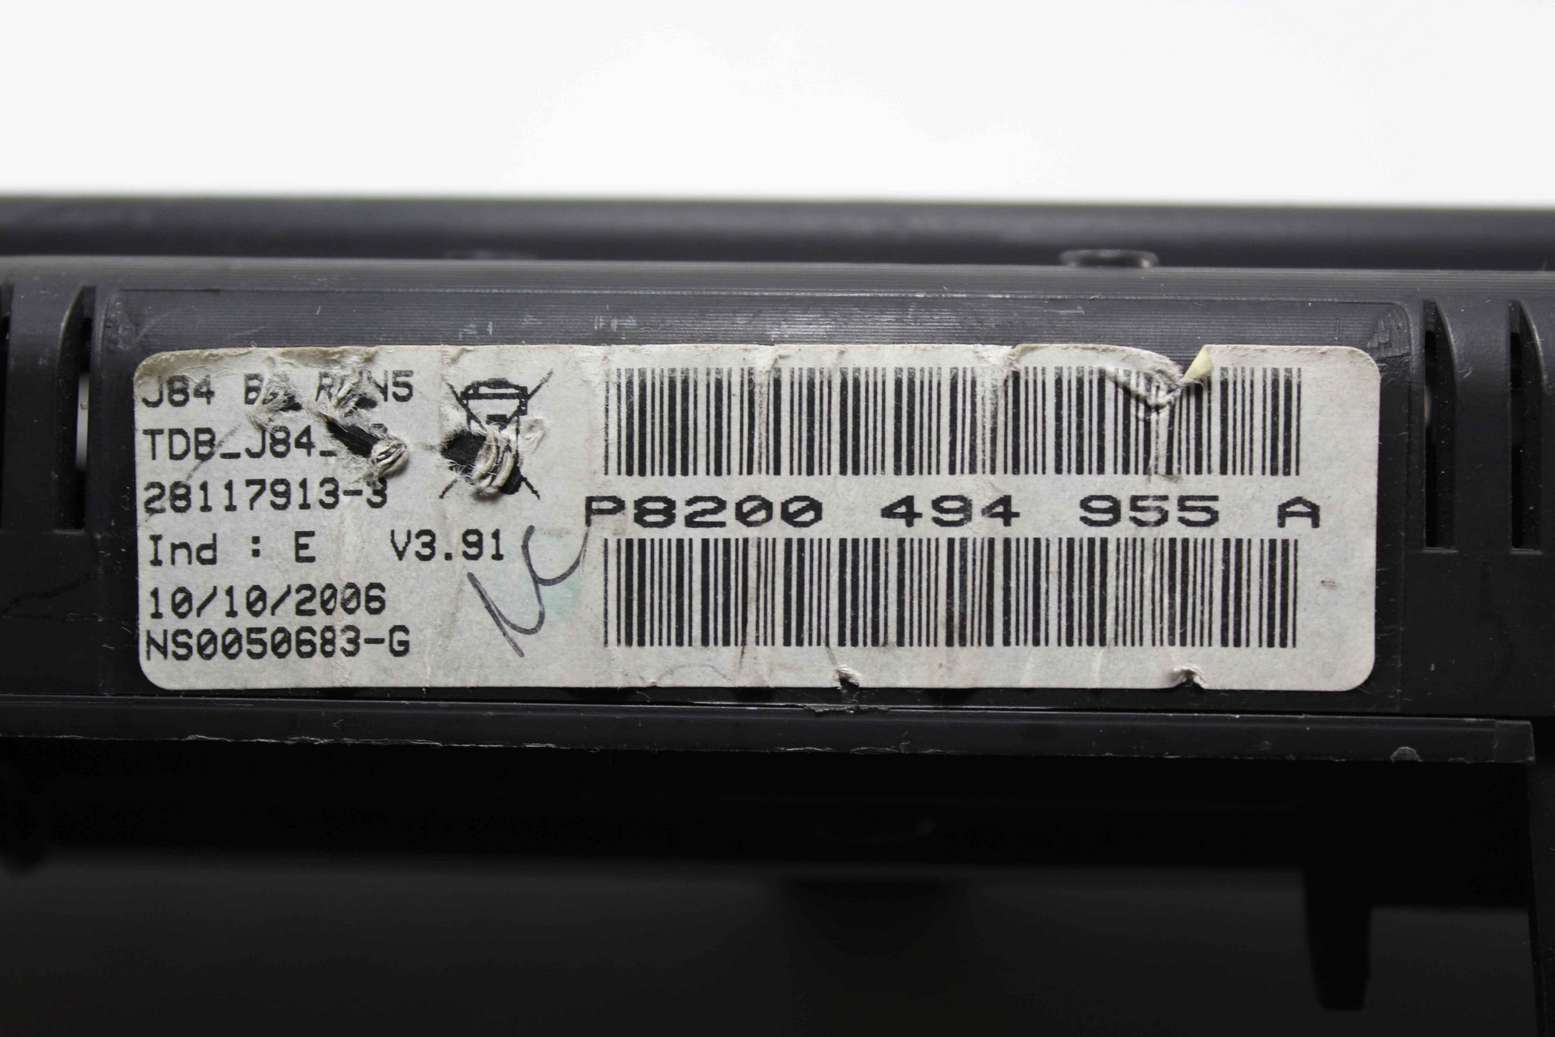 J84
TDB_J84_
28117913-3
Ind : E V3.91
10/10/2006
NS0050683-G
P8200 494 955 A